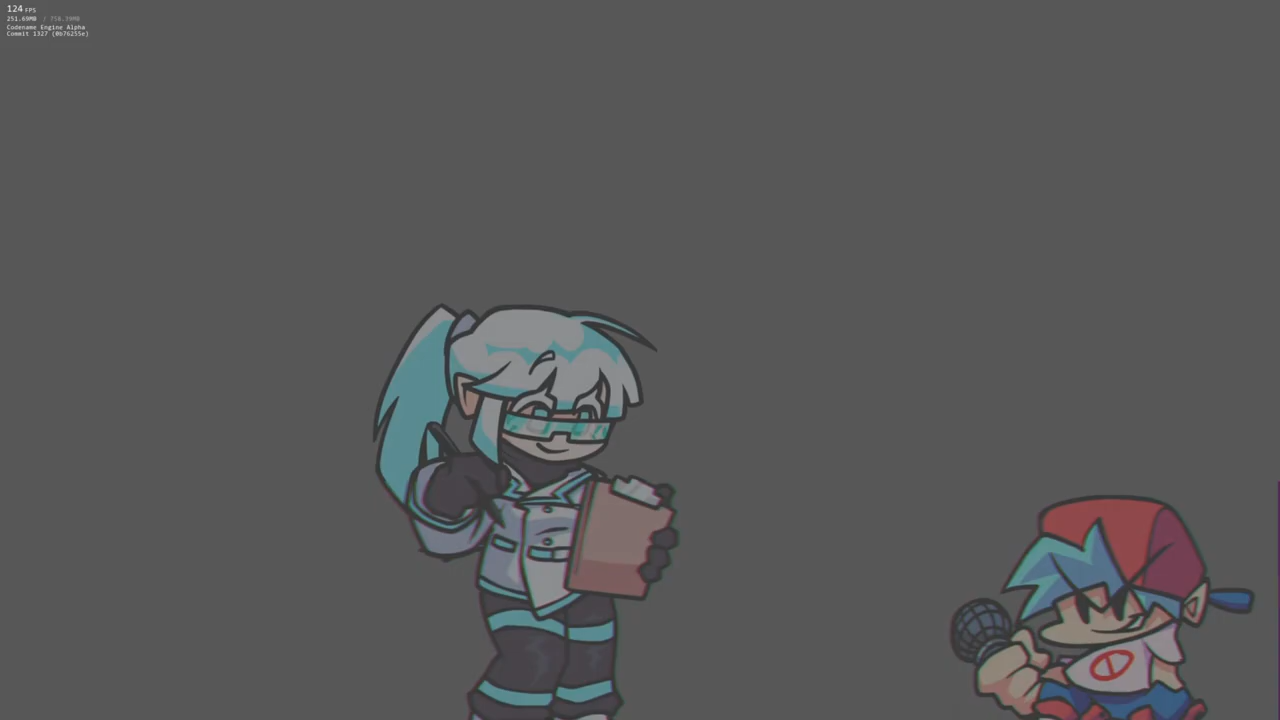 124 FPS
251.69MB / 758.39MB
Codename Engine Alpha
Commit 1327 (0b76255e)